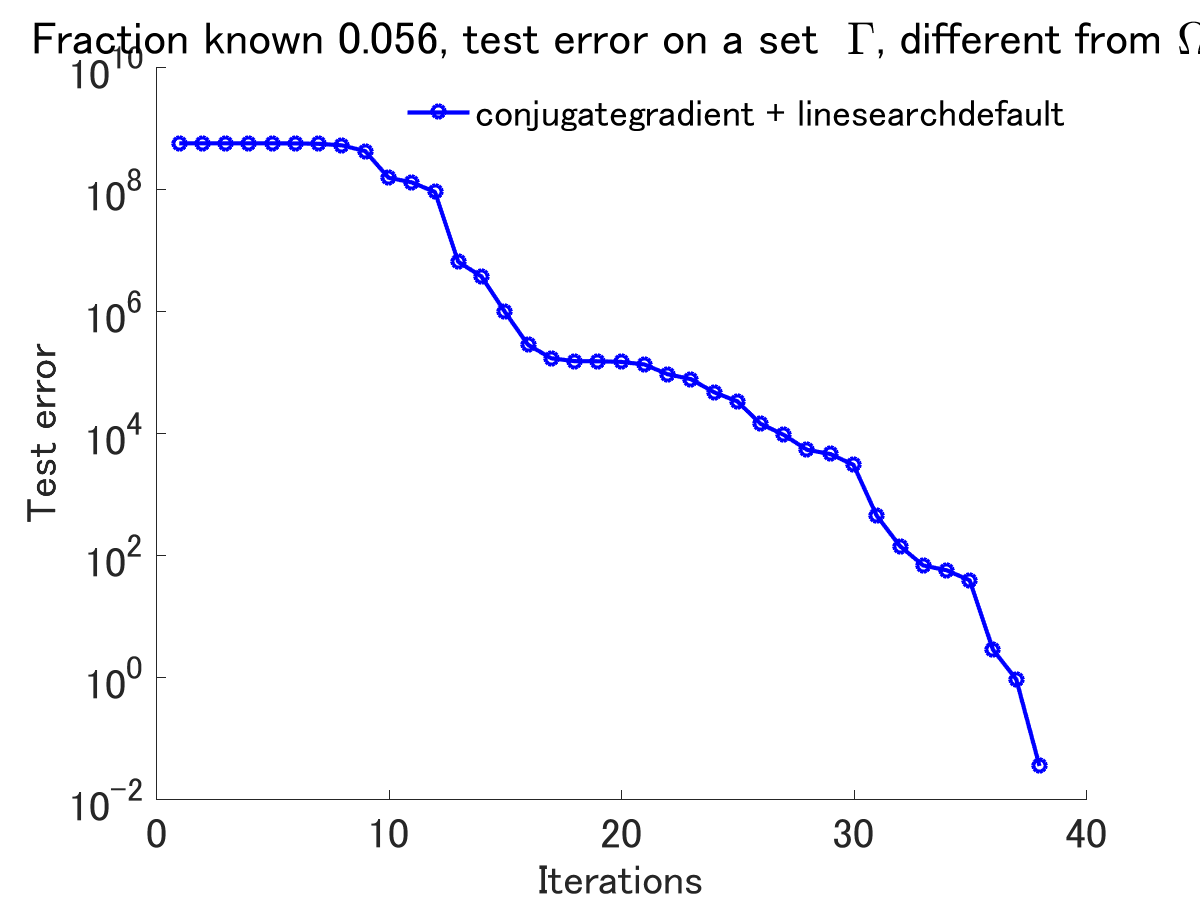 Fraction known 0.056, test error on a set Γ, different from Ω
10^10
conjugategradient + linesearchdefault
10^8
10^6
10^4
10^2
10^0
10^−2
Test error
0 10 20 30 40
Iterations